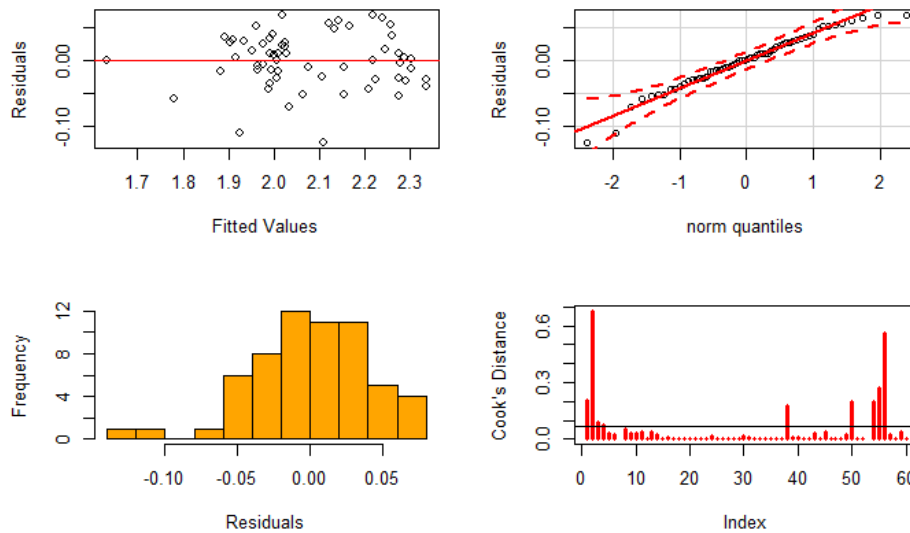 Residuals
0.00
-0.10
1.7 1.8 1.9 2.0 2.1 2.2 2.3
Fitted Values
Residuals
0.00
-0.10
-2 -1 0 1 2
norm quantiles
Frequency
12
8
4
0
-0.10 -0.05 0.00 0.05
Residuals
Cook's Distance
0.6
0.3
0.0
0 10 20 30 40 50 60
Index